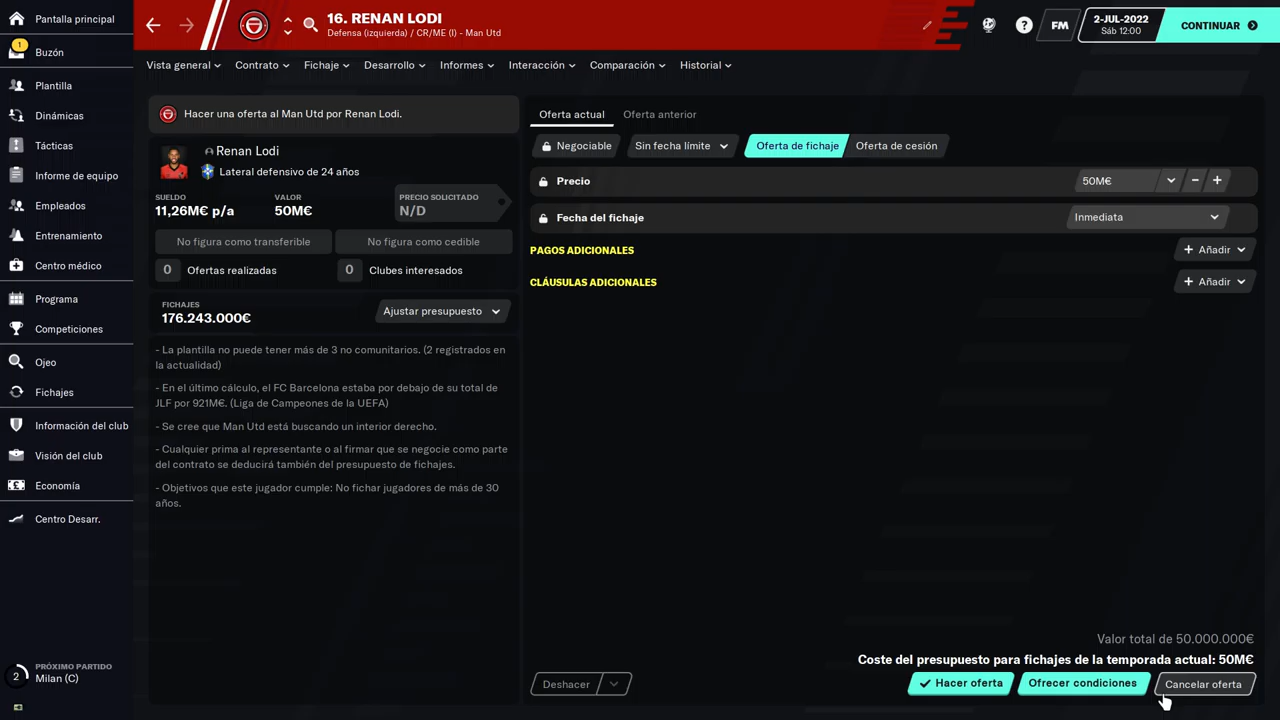 Pantalla principal
1
Buzón
Plantilla
Dinámicas
Tácticas
Informe de equipo
Empleados
Entrenamiento
Centro médico
Programa
Competiciones
Ojeo
Fichajes
Información del club
Visión del club
Economía
Centro Desarr.
2
PRÓXIMO PARTIDO
Milan (C)
16. RENAN LODI
Defensa (izquierda) / CR/ME (I) - Man Utd
?
FM
2-JUL-2022
Sáb 12:00
CONTINUAR
Vista general
Contrato
Fichaje
Desarrollo
Informes
Interacción
Comparación
Historial
Hacer una oferta al Man Utd por Renan Lodi.
Renan Lodi
Lateral defensivo de 24 años
SUELDO
11,26M€ p/a
VALOR
50M€
PRECIO SOLICITADO
N/D
No figura como transferible
No figura como cedible
0 Ofertas realizadas
0 Clubes interesados
FICHAJES
176.243.000€
Ajustar presupuesto
- La plantilla no puede tener más de 3 no comunitarios. (2 registrados en
la actualidad)
- En el último cálculo, el FC Barcelona estaba por debajo de su total de
JLF por 921M€. (Liga de Campeones de la UEFA)
- Se cree que Man Utd está buscando un interior derecho.
- Cualquier prima al representante o al firmar que se negocie como parte
del contrato se deducirá también del presupuesto de fichajes.
- Objetivos que este jugador cumple: No fichar jugadores de más de 30
años.
Oferta actual
Oferta anterior
Negociable
Sin fecha límite
Oferta de fichaje
Oferta de cesión
Precio
50M€
- +
Fecha del fichaje
Inmediata
PAGOS ADICIONALES
+ Añadir
CLÁUSULAS ADICIONALES
+ Añadir
Valor total de 50.000.000€
Coste del presupuesto para fichajes de la temporada actual: 50M€
Deshacer
Hacer oferta
Ofrecer condiciones
Cancelar oferta